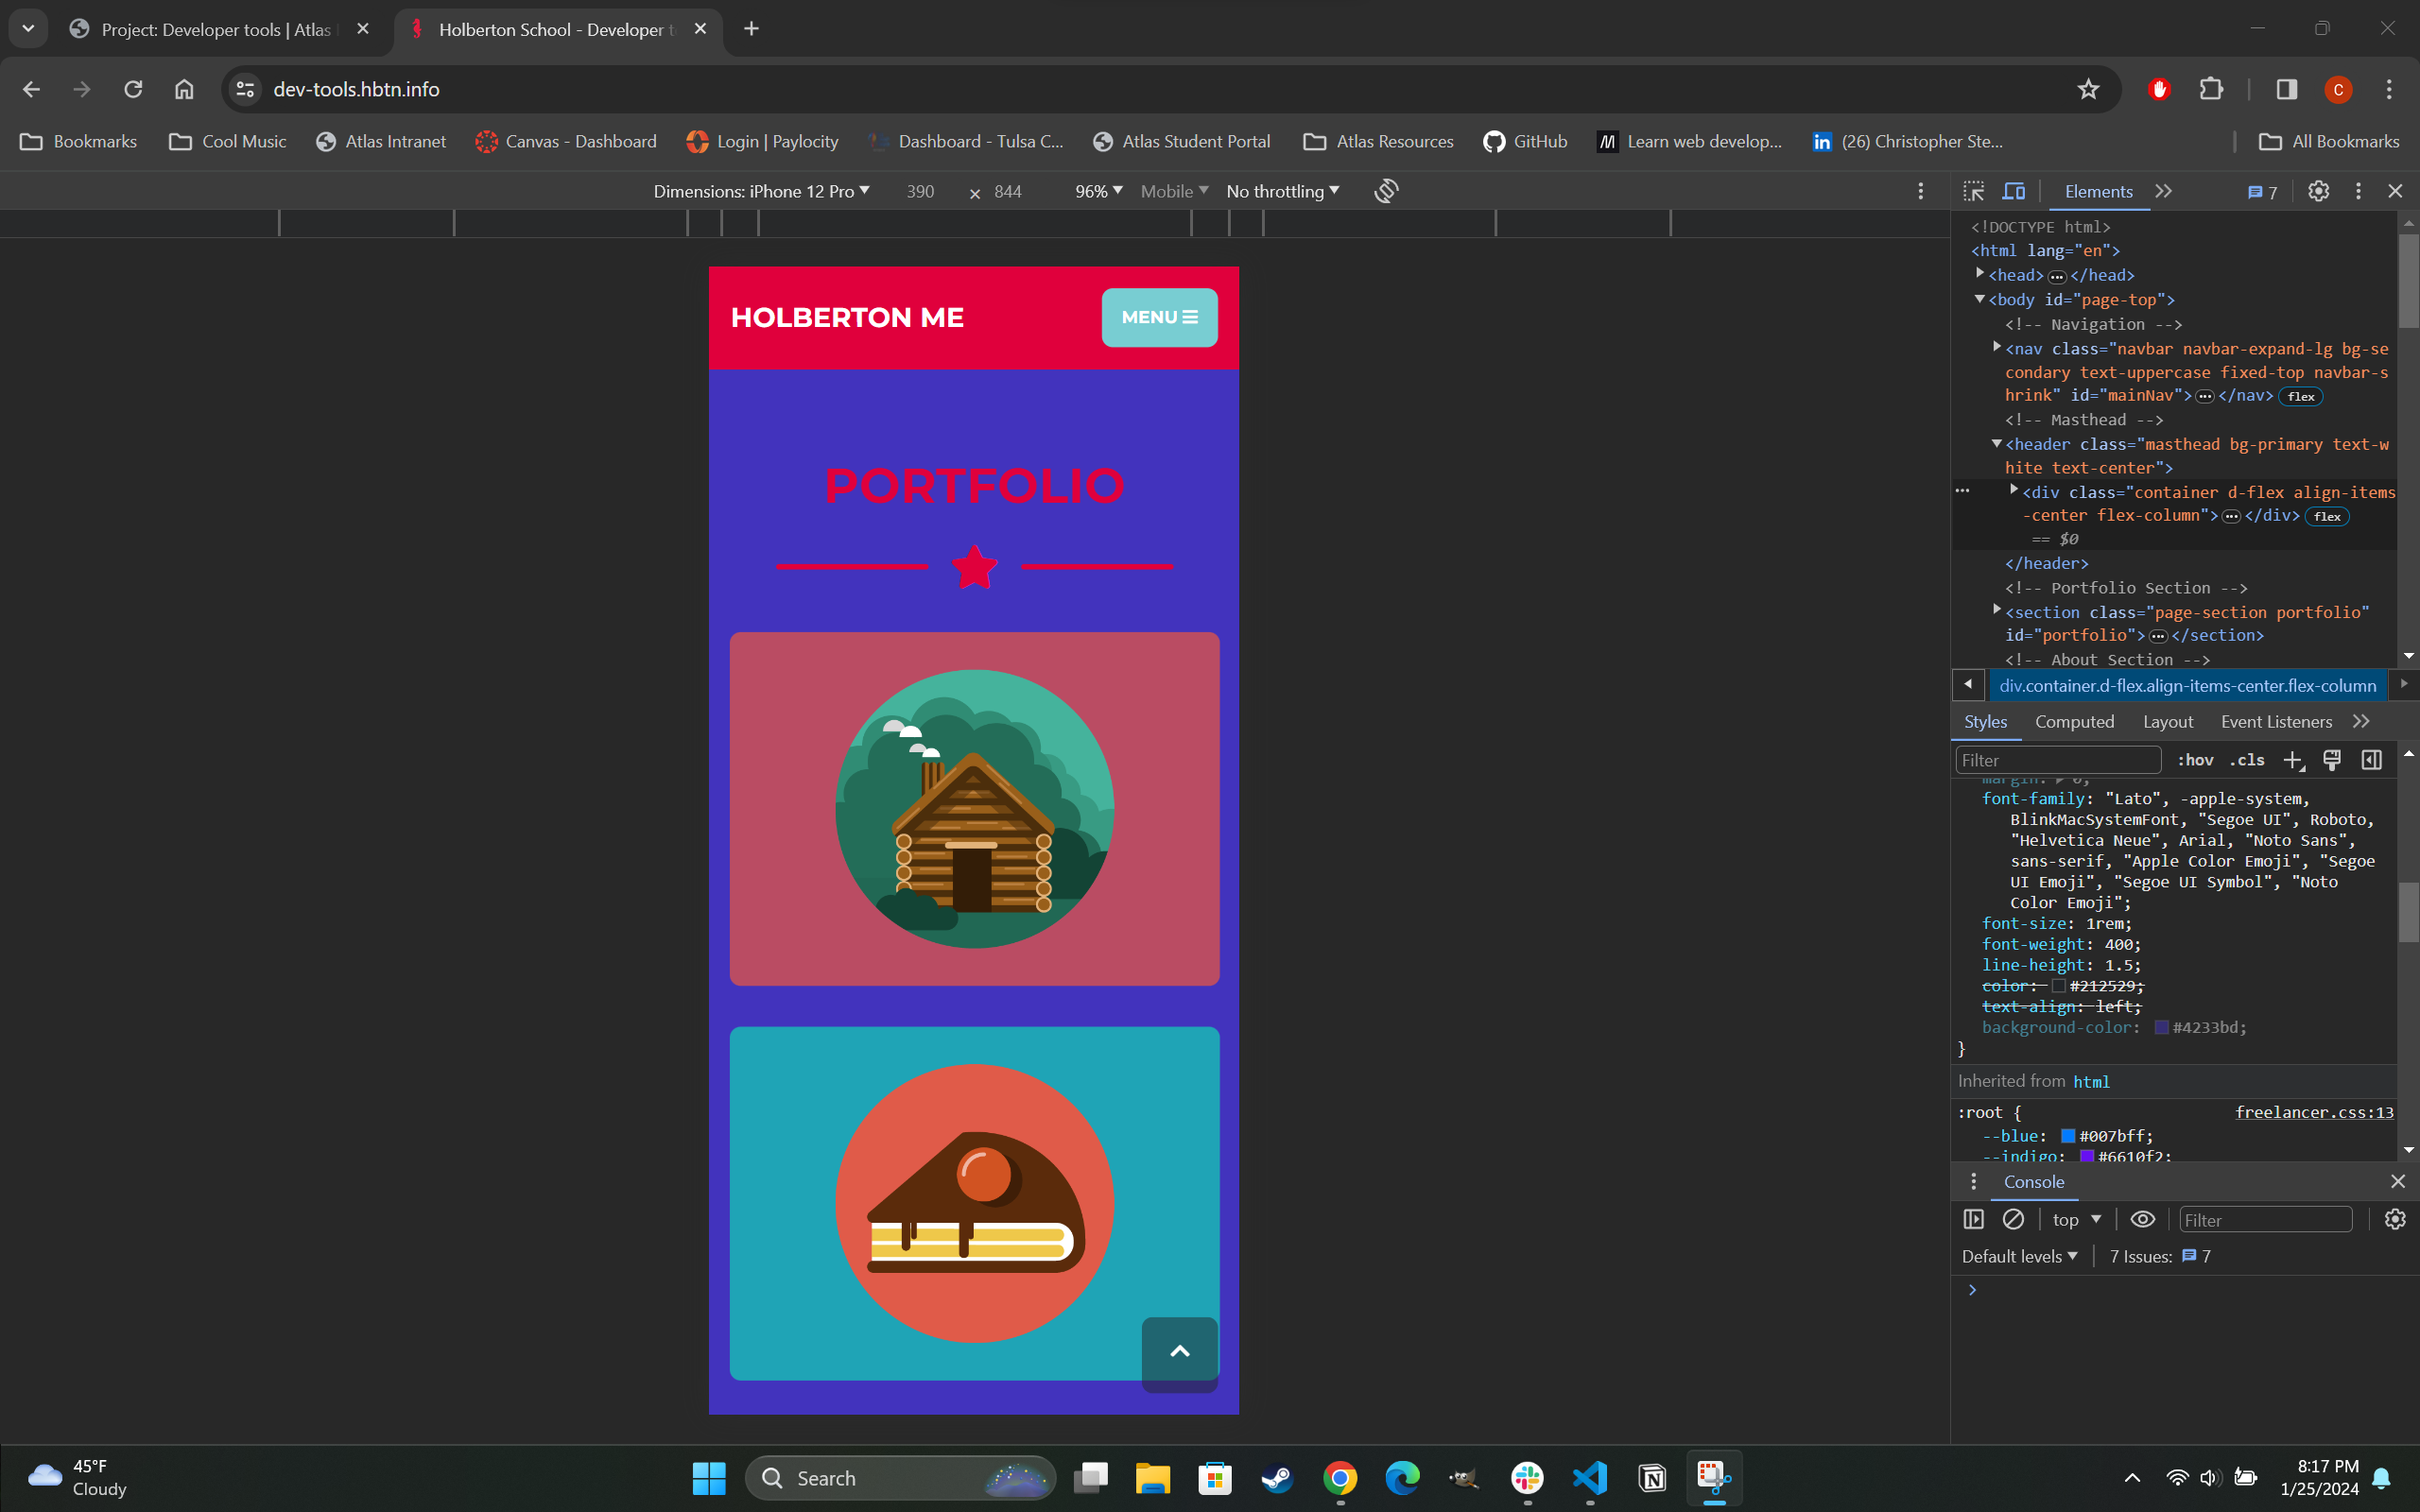 Project: Developer tools | Atlas
Holberton School - Developer t
dev-tools.hbtn.info
C
Bookmarks
Cool Music
Atlas Intranet
Canvas - Dashboard
Login | Paylocity
Dashboard - Tulsa C...
Atlas Student Portal
Atlas Resources
GitHub
Learn web develop...
(26) Christopher Ste...
All Bookmarks
Dimensions: iPhone 12 Pro
390
×
844
96%
Mobile
No throttling
HOLBERTON ME
MENU
PORTFOLIO
Elements
7
<!DOCTYPE html>
<html lang="en">
<head>…</head>
<body id="page-top">
<!-- Navigation -->
<nav class="navbar navbar-expand-lg bg-se
condary text-uppercase fixed-top navbar-s
hrink" id="mainNav">…</nav> flex
<!-- Masthead -->
<header class="masthead bg-primary text-w
hite text-center">
… <div class="container d-flex align-items
-center flex-column">…</div> flex
== $0
</header>
<!-- Portfolio Section -->
<section class="page-section portfolio"
id="portfolio">…</section>
<!-- About Section -->
div.container.d-flex.align-items-center.flex-column
Styles
Computed
Layout
Event Listeners
Filter
:hov
.cls
margin: 0;
font-family: "Lato", -apple-system,
BlinkMacSystemFont, "Segoe UI", Roboto,
"Helvetica Neue", Arial, "Noto Sans",
sans-serif, "Apple Color Emoji", "Segoe
UI Emoji", "Segoe UI Symbol", "Noto
Color Emoji";
font-size: 1rem;
font-weight: 400;
line-height: 1.5;
color: #212529;
text-align: left;
background-color: #4233bd;
}
Inherited from html
:root {
freelancer.css:13
--blue: #007bff;
--indigo: #6610f2;
Console
top
Filter
Default levels
7 Issues: 7
45°F
Cloudy
Search
8:17 PM
1/25/2024